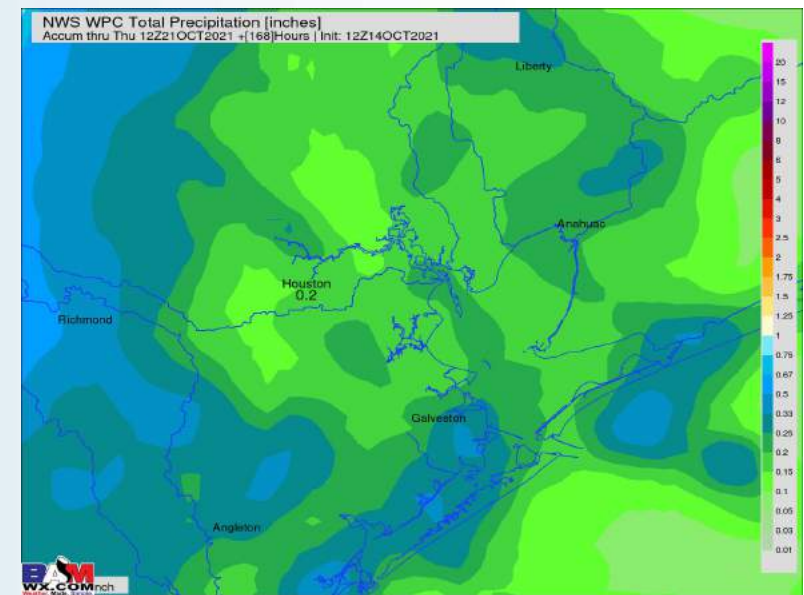 NWS WPC Total Precipitation [inches]
Accum thru Thu 12Z21OCT2021 +[168]Hours | Init: 12Z14OCT2021
Liberty
Anahuac
Houston
0.2
Richmond
Galveston
Angleton
20
15
12
10
8
6
5
4
3
2.5
2
1.75
1.5
1.25
1
0.75
0.67
0.5
0.33
0.25
0.2
0.15
0.1
0.05
0.03
0.01
BAM
WX.COM
nch